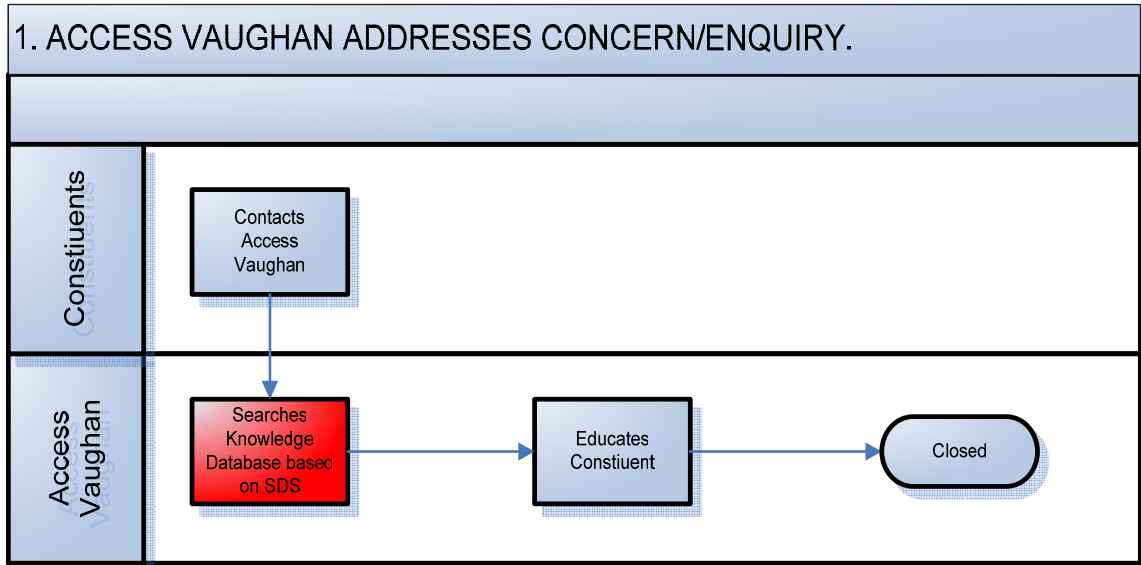 1. ACCESS VAUGHAN ADDRESSES CONCERN/ENQUIRY.
Constiuents
Contacts
Access
Vaughan
Access
Vaughan
Searches
Knowledge
Database based
on SDS
Educates
Constiuent
Closed